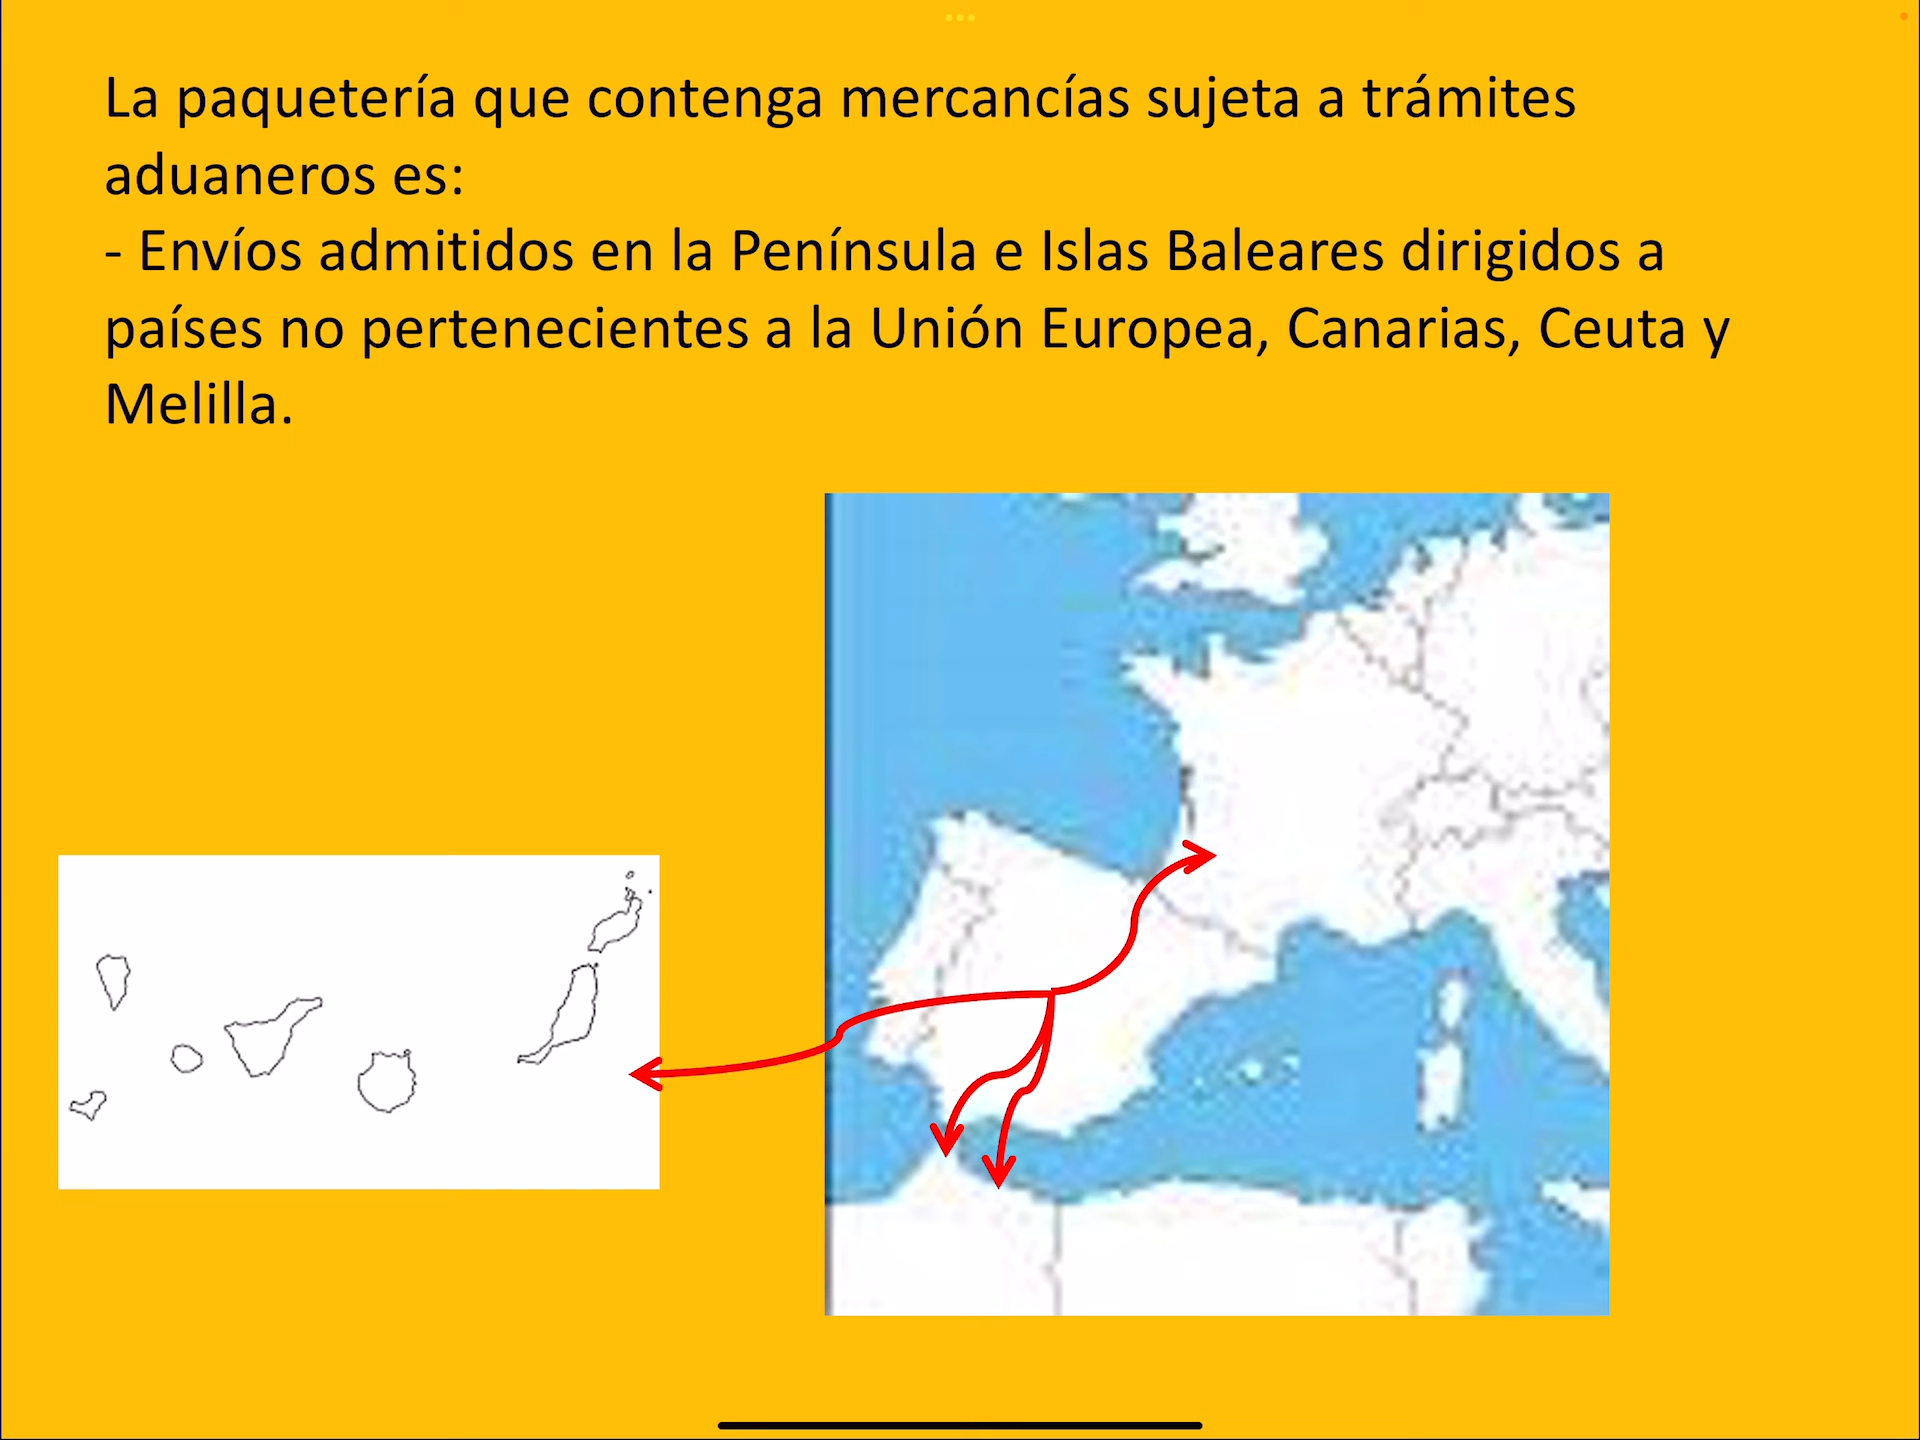 La paquetería que contenga mercancías sujeta a trámites
aduaneros es:
- Envíos admitidos en la Península e Islas Baleares dirigidos a
países no pertenecientes a la Unión Europea, Canarias, Ceuta y
Melilla.